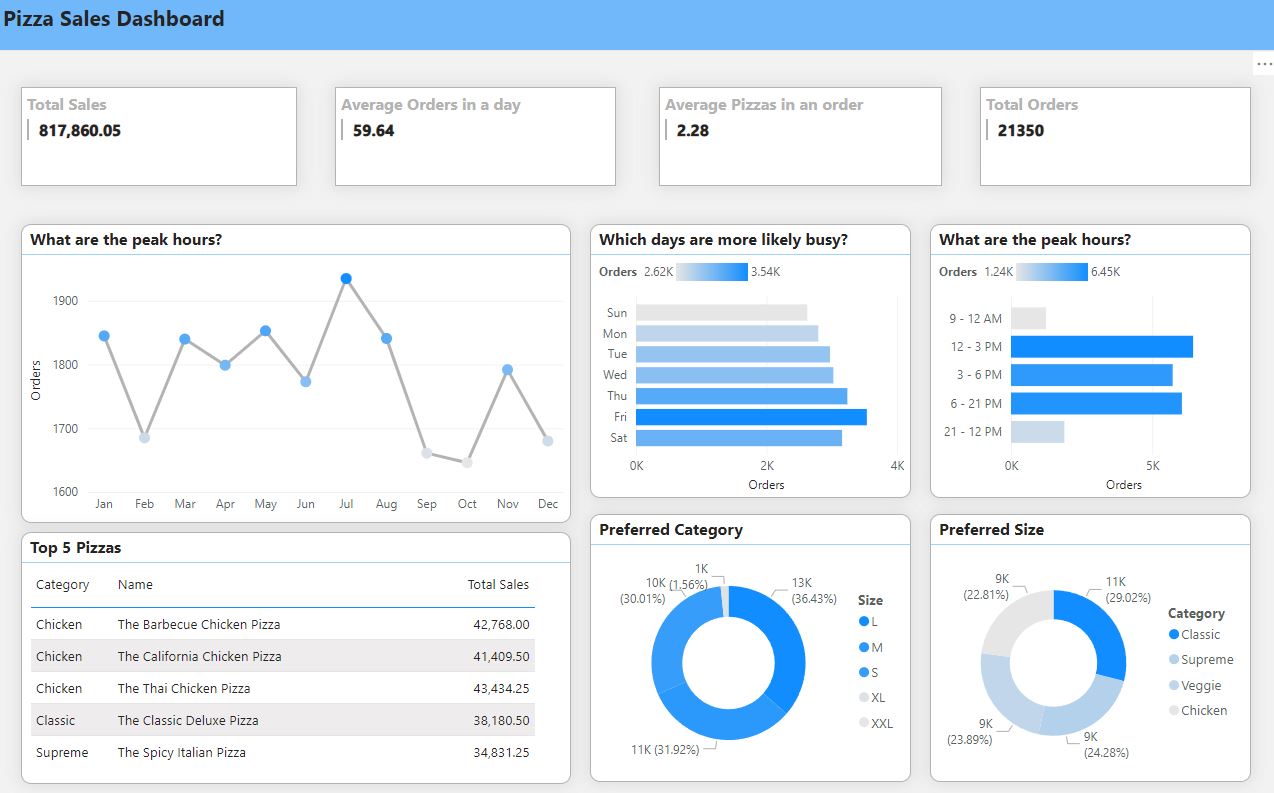 Pizza Sales Dashboard
...
Total Sales
817,860.05
Average Orders in a day
59.64
Average Pizzas in an order
2.28
Total Orders
21350
What are the peak hours?
1900
1800
1700
1600
Orders
Jan Feb Mar Apr May Jun Jul Aug Sep Oct Nov Dec
Which days are more likely busy?
Orders 2.62K 3.54K
Sun
Mon
Tue
Wed
Thu
Fri
Sat
0K 2K 4K
Orders
What are the peak hours?
Orders 1.24K 6.45K
9 - 12 AM
12 - 3 PM
3 - 6 PM
6 - 21 PM
21 - 12 PM
0K 5K
Orders
Top 5 Pizzas
Category Name Total Sales
Chicken The Barbecue Chicken Pizza 42,768.00
Chicken The California Chicken Pizza 41,409.50
Chicken The Thai Chicken Pizza 43,434.25
Classic The Classic Deluxe Pizza 38,180.50
Supreme The Spicy Italian Pizza 34,831.25
Preferred Category
1K
(1.56%)
10K
(30.01%)
13K
(36.43%)
11K (31.92%)
Size
L
M
S
XL
XXL
Preferred Size
9K
(22.81%)
11K
(29.02%)
9K
(23.89%)
9K
(24.28%)
Category
Classic
Supreme
Veggie
Chicken